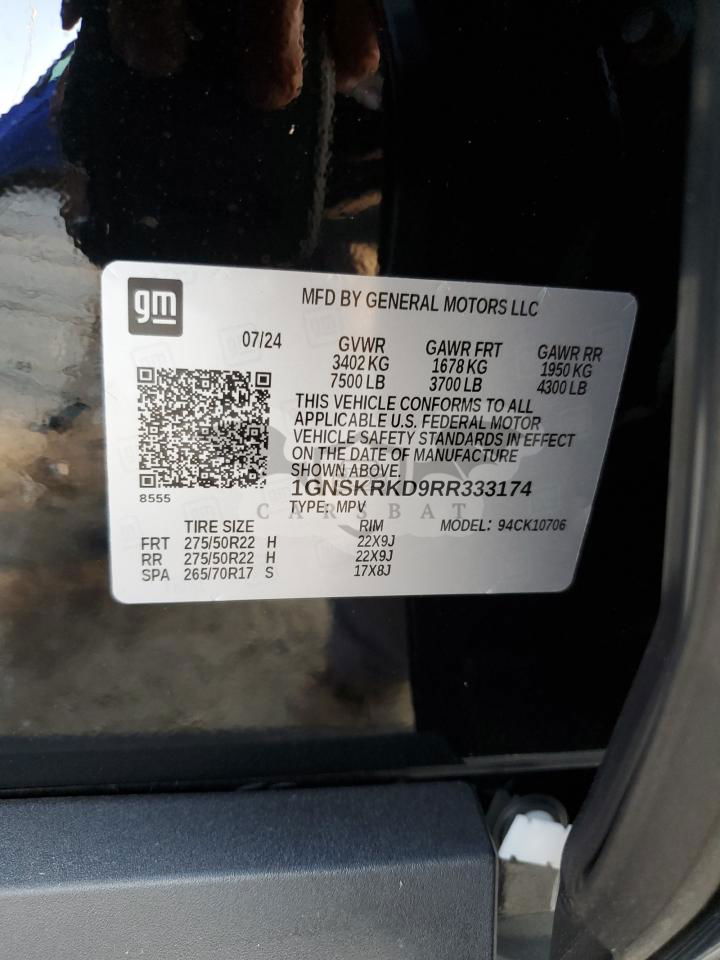 gm
MFD BY GENERAL MOTORS LLC
07/24 GVWR GAWR FRT GAWR RR
3402 KG 1678 KG 1950 KG
7500 LB 3700 LB 4300 LB
THIS VEHICLE CONFORMS TO ALL
APPLICABLE U.S. FEDERAL MOTOR
VEHICLE SAFETY STANDARDS IN EFFECT
ON THE DATE OF MANUFACTURE
SHOWN ABOVE.
8555
1GNSKRKD9RR333174
TYPE: MPV
CARSBAT
TIRE SIZE RIM MODEL: 94CK10706
FRT 275/50R22 H 22X9J
RR 275/50R22 H 22X9J
SPA 265/70R17 S 17X8J